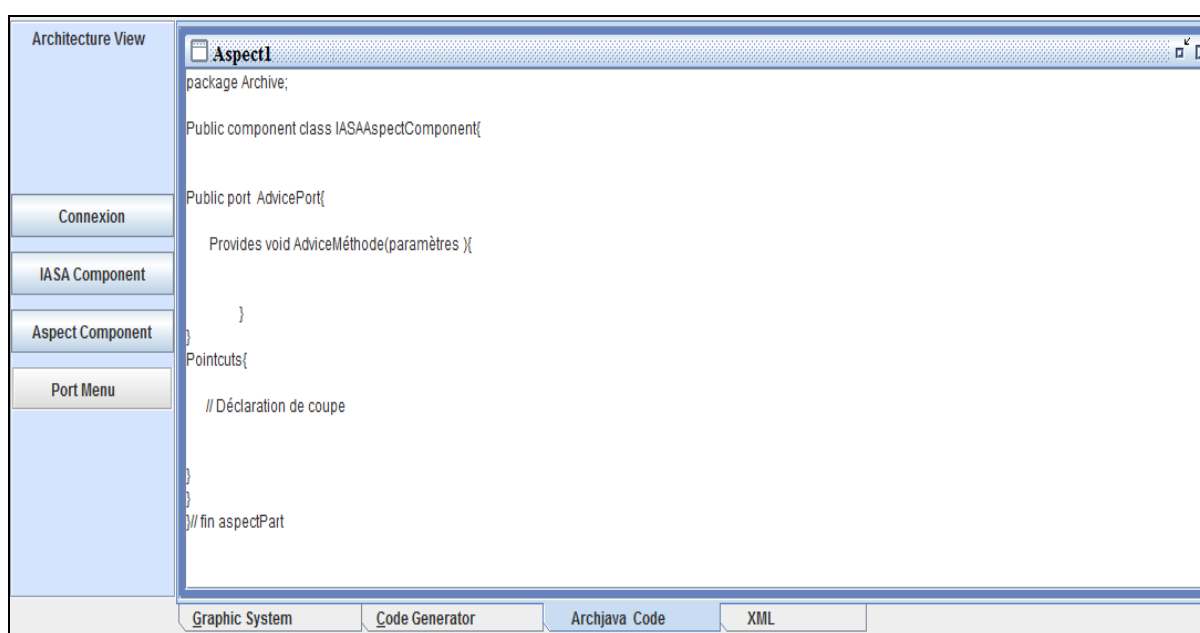 Architecture View
Connexion
IASA Component
Aspect Component
Port Menu
Aspect1
package Archive;
Public component class IASAAspectComponent{
Public port  AdvicePort{
Provides void AdviceMéthode(paramètres ){
}
}
Pointcuts{
// Déclaration de coupe
}
}
}// fin aspectPart
Graphic System
Code Generator
Archjava  Code
XML